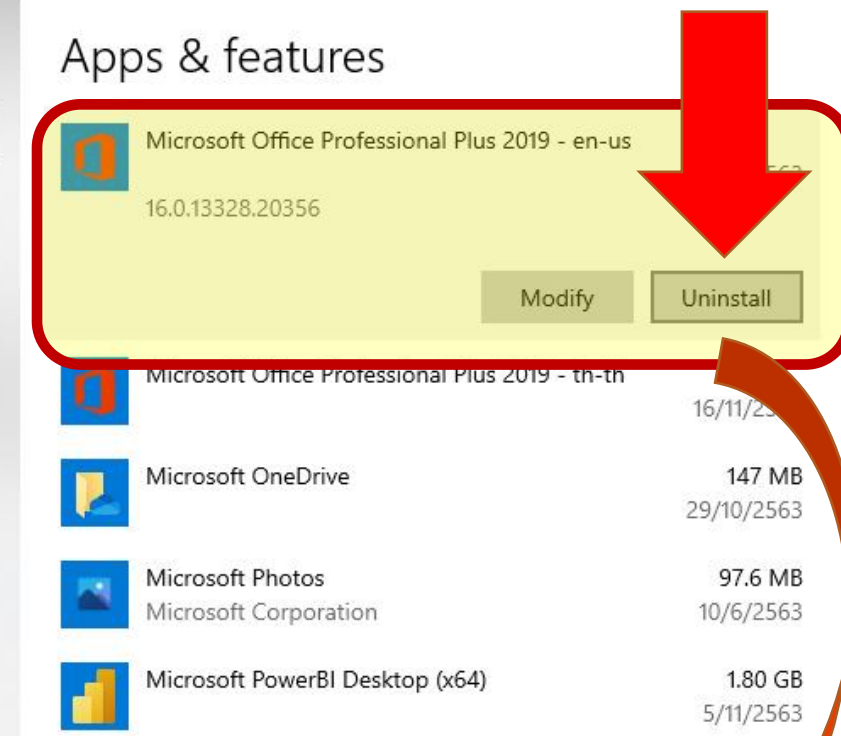 Apps & features
Microsoft Office Professional Plus 2019 - en-us
16.0.13328.20356
Modify
Uninstall
Microsoft Office Professional Plus 2019 - th-th
Microsoft OneDrive
147 MB
29/10/2563
Microsoft Photos
97.6 MB
Microsoft Corporation
10/6/2563
Microsoft PowerBI Desktop (x64)
1.80 GB
5/11/2563